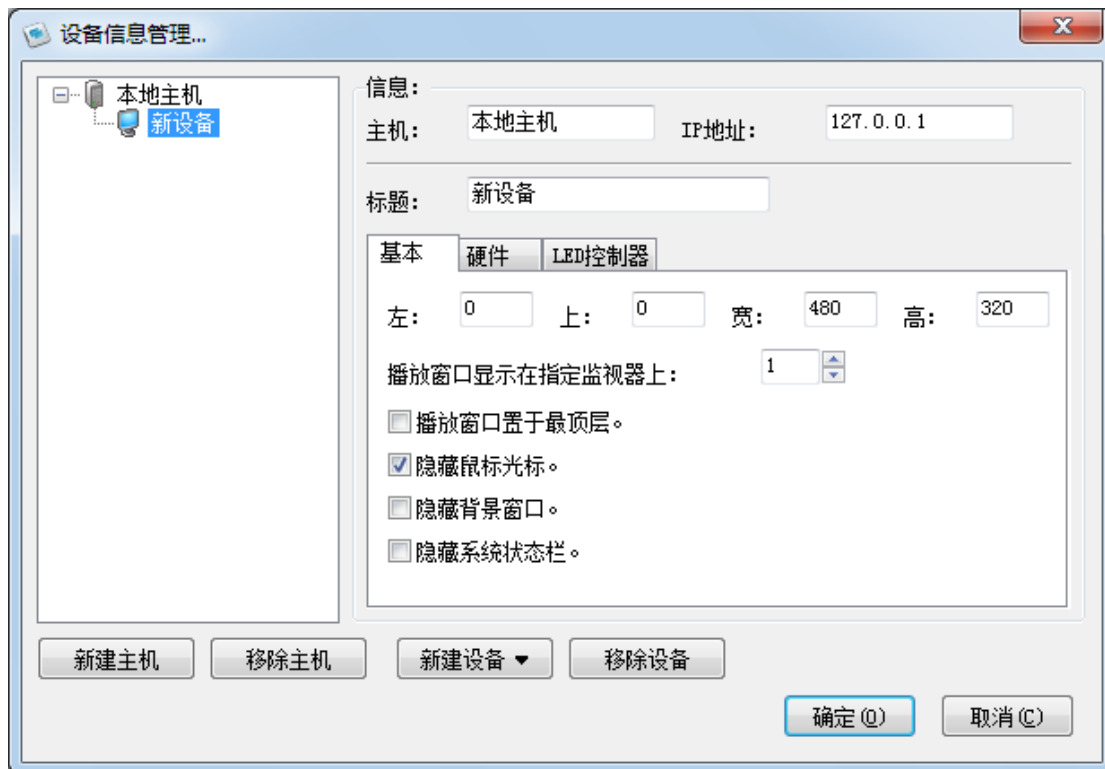 设备信息管理...
本地主机
新设备
信息:
主机: 本地主机 IP地址: 127.0.0.1
标题: 新设备
基本 硬件 LED控制器
左: 0 上: 0 宽: 480 高: 320
播放窗口显示在指定监视器上: 1
播放窗口置于最顶层。
隐藏鼠标光标。
隐藏背景窗口。
隐藏系统状态栏。
新建主机 移除主机 新建设备 移除设备
确定(O) 取消(C)